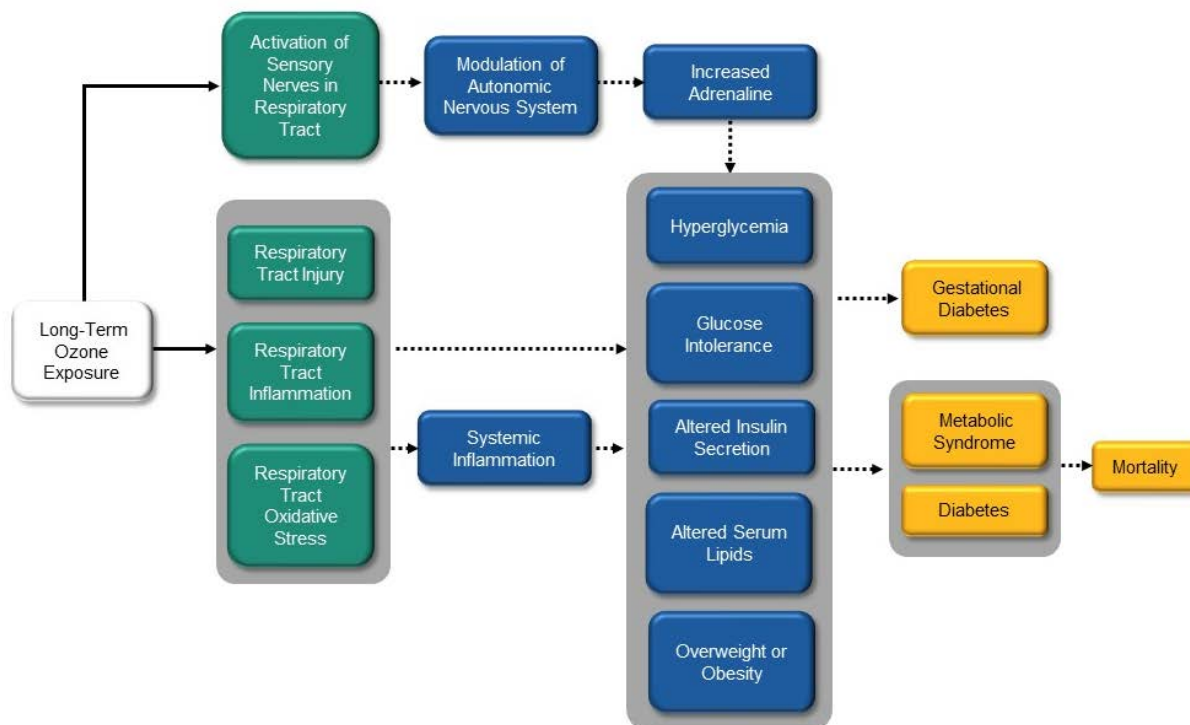 Activation of
Sensory
Nerves in
Respiratory
Tract
Modulation of
Autonomic
Nervous System
Increased
Adrenaline
Long-Term
Ozone
Exposure
Respiratory
Tract Injury
Respiratory
Tract
Inflammation
Respiratory
Tract
Oxidative
Stress
Systemic
Inflammation
Hyperglycemia
Glucose
Intolerance
Altered Insulin
Secretion
Altered Serum
Lipids
Overweight or
Obesity
Gestational
Diabetes
Metabolic
Syndrome
Diabetes
Mortality